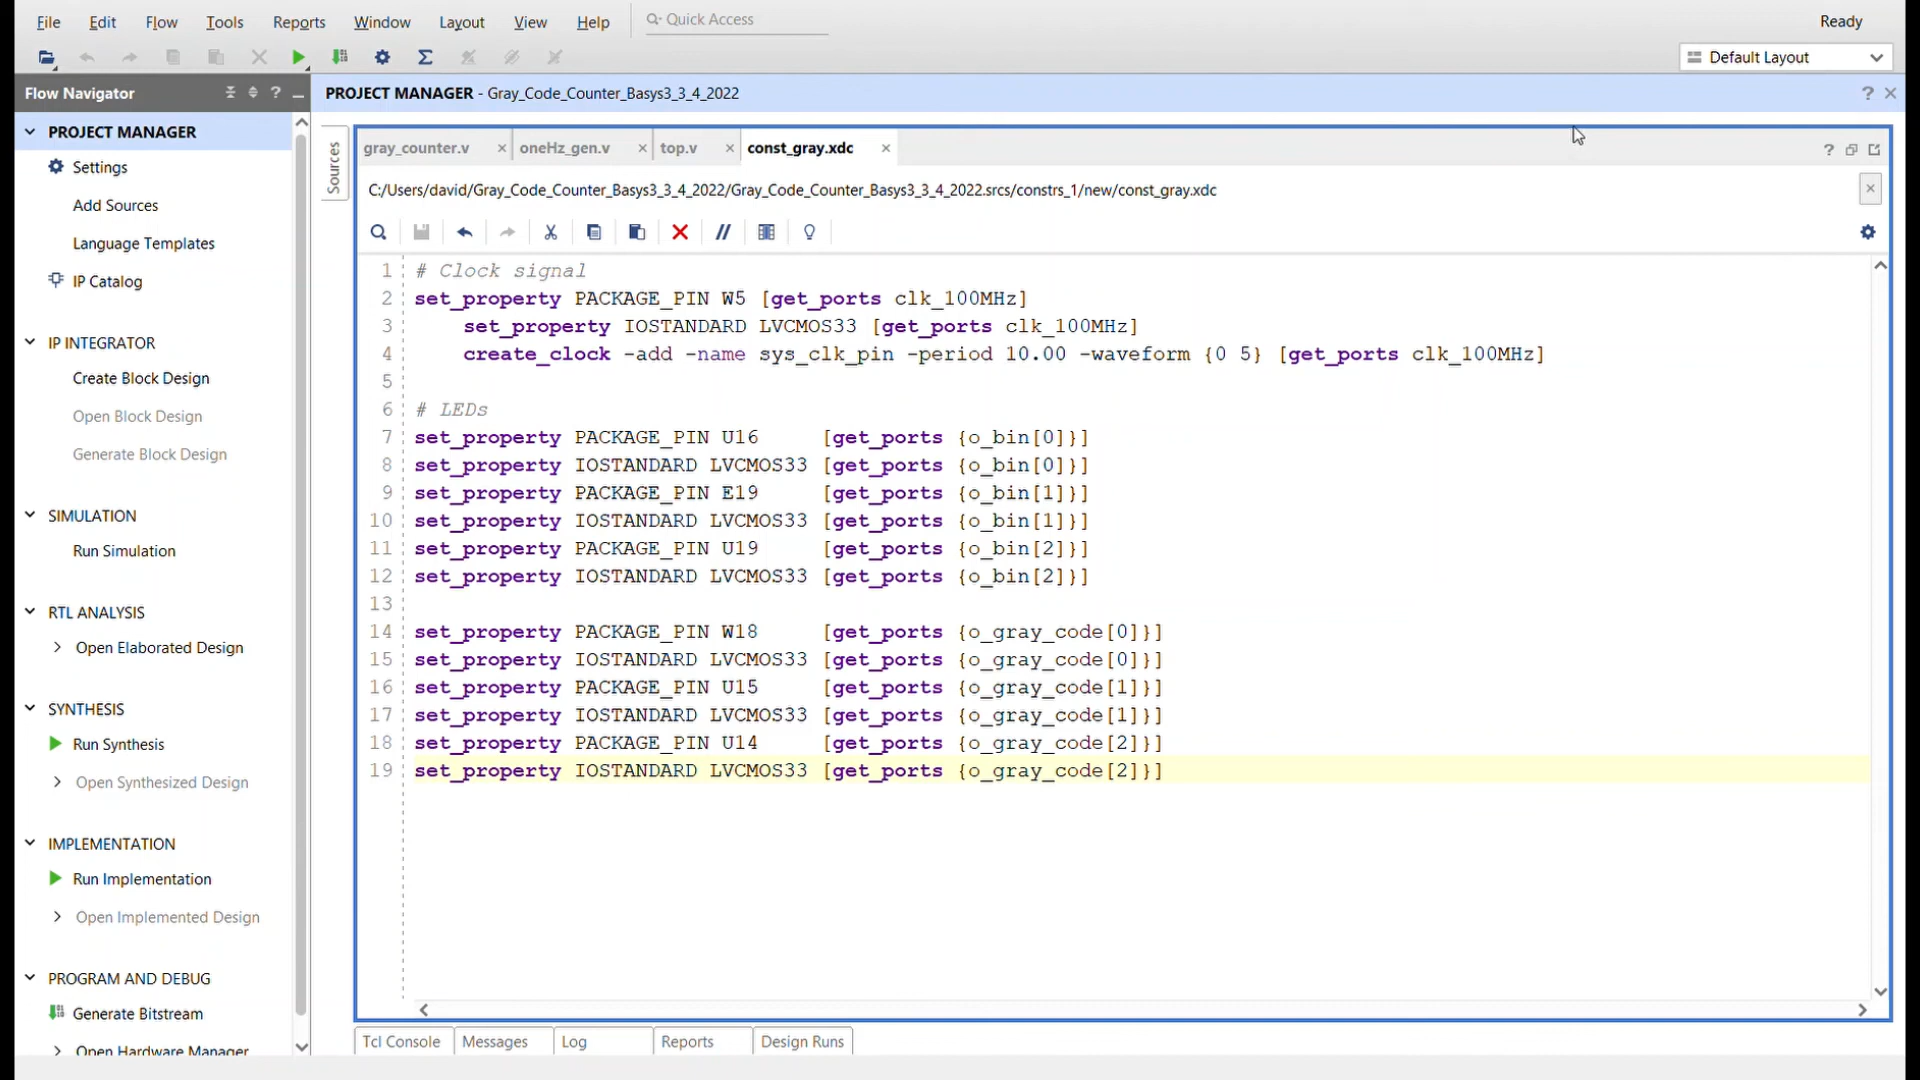 File Edit Flow Tools Reports Window Layout View Help Quick Access Ready
Default Layout
Flow Navigator ? PROJECT MANAGER - Gray_Code_Counter_Basys3_3_4_2022 ?
PROJECT MANAGER
Settings
Add Sources
Language Templates
IP Catalog
IP INTEGRATOR
Create Block Design
Open Block Design
Generate Block Design
SIMULATION
Run Simulation
RTL ANALYSIS
Open Elaborated Design
SYNTHESIS
Run Synthesis
Open Synthesized Design
IMPLEMENTATION
Run Implementation
Open Implemented Design
PROGRAM AND DEBUG
Generate Bitstream
Open Hardware Manager
Sources
gray_counter.v oneHz_gen.v top.v const_gray.xdc ?
C:/Users/david/Gray_Code_Counter_Basys3_3_4_2022/Gray_Code_Counter_Basys3_3_4_2022.srcs/constrs_1/new/const_gray.xdc
1 # Clock signal
2 set_property PACKAGE_PIN W5 [get_ports clk_100MHz]
3 set_property IOSTANDARD LVCMOS33 [get_ports clk_100MHz]
4 create_clock -add -name sys_clk_pin -period 10.00 -waveform {0 5} [get_ports clk_100MHz]
5
6 # LEDs
7 set_property PACKAGE_PIN U16 [get_ports {o_bin[0]}]
8 set_property IOSTANDARD LVCMOS33 [get_ports {o_bin[0]}]
9 set_property PACKAGE_PIN E19 [get_ports {o_bin[1]}]
10 set_property IOSTANDARD LVCMOS33 [get_ports {o_bin[1]}]
11 set_property PACKAGE_PIN U19 [get_ports {o_bin[2]}]
12 set_property IOSTANDARD LVCMOS33 [get_ports {o_bin[2]}]
13
14 set_property PACKAGE_PIN W18 [get_ports {o_gray_code[0]}]
15 set_property IOSTANDARD LVCMOS33 [get_ports {o_gray_code[0]}]
16 set_property PACKAGE_PIN U15 [get_ports {o_gray_code[1]}]
17 set_property IOSTANDARD LVCMOS33 [get_ports {o_gray_code[1]}]
18 set_property PACKAGE_PIN U14 [get_ports {o_gray_code[2]}]
19 set_property IOSTANDARD LVCMOS33 [get_ports {o_gray_code[2]}]
Tcl Console Messages Log Reports Design Runs